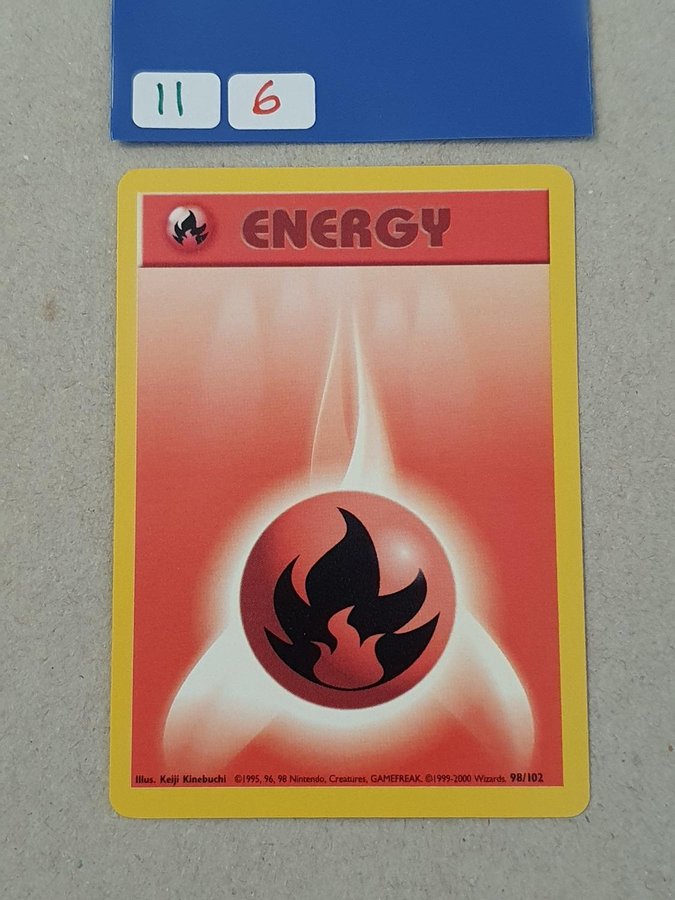 11 6
ENERGY
Illus. Keiji Kinebuchi ©1995, 96, 98 Nintendo, Creatures, GAMEFREAK. ©1999-2000 Wizards. 98/102